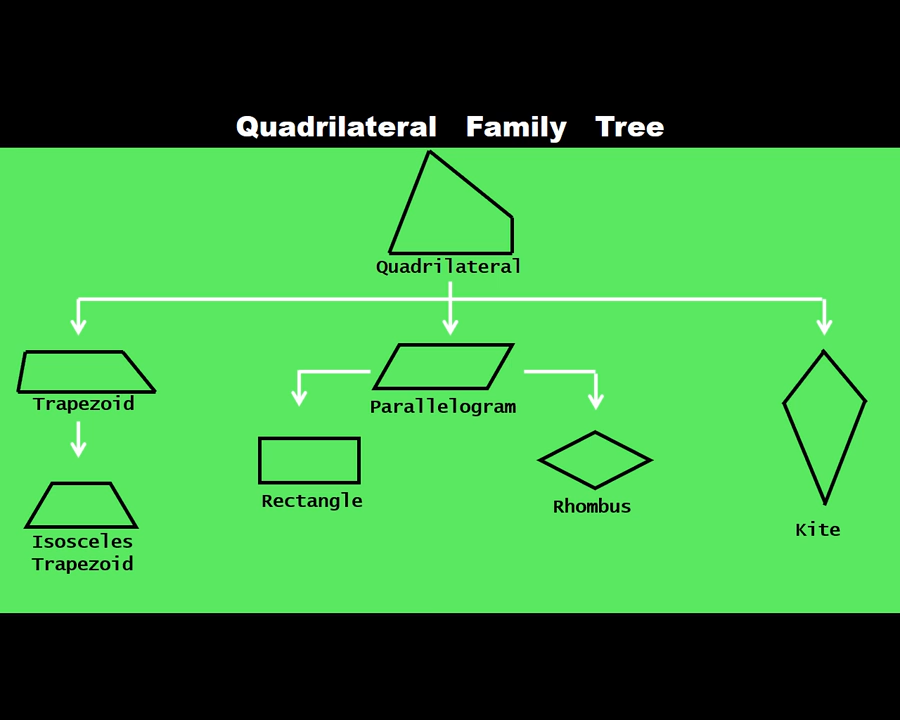 Quadrilateral Family Tree
Quadrilateral
Trapezoid
Parallelogram
Rectangle
Rhombus
Kite
Isosceles
Trapezoid